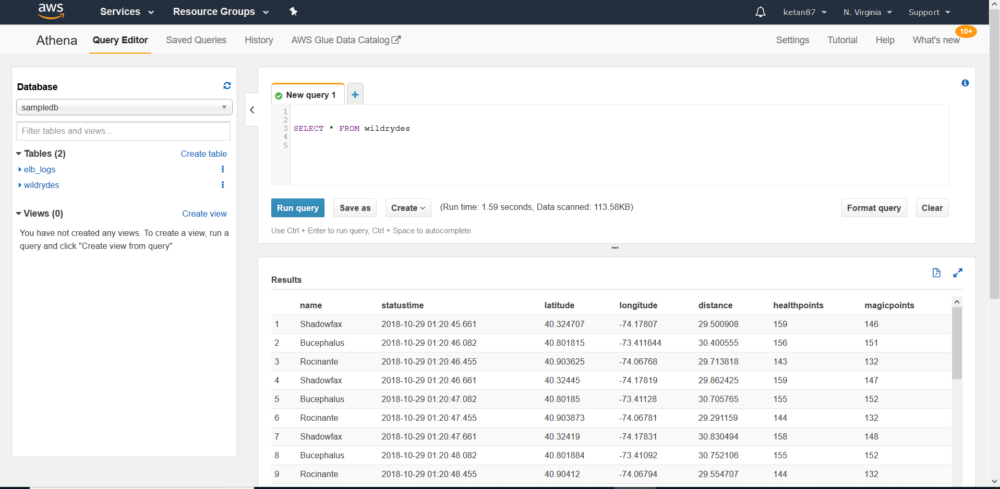 aws Services Resource Groups ketan87 N. Virginia Support
Athena Query Editor Saved Queries History AWS Glue Data Catalog Settings Tutorial Help What's new 10+
Database
sampledb
Filter tables and views...
Tables (2) Create table
elb_logs
wildrydes
Views (0) Create view
You have not created any views. To create a view, run a
query and click "Create view from query"
New query 1
1
2
3 SELECT * FROM wildrydes
4
5
Run query Save as Create (Run time: 1.59 seconds, Data scanned: 113.58KB) Format query Clear
Use Ctrl + Enter to run query, Ctrl + Space to autocomplete
Results
name statustime latitude longitude distance healthpoints magicpoints
1 Shadowfax 2018-10-29 01:20:45.661 40.324707 -74.17807 29.500908 159 146
2 Bucephalus 2018-10-29 01:20:46.082 40.801815 -73.411644 30.400555 156 151
3 Rocinante 2018-10-29 01:20:46.455 40.903625 -74.06768 29.713818 143 132
4 Shadowfax 2018-10-29 01:20:46.661 40.32445 -74.17819 29.862425 159 147
5 Bucephalus 2018-10-29 01:20:47.082 40.80185 -73.41128 30.705765 155 152
6 Rocinante 2018-10-29 01:20:47.455 40.903873 -74.06781 29.291159 144 132
7 Shadowfax 2018-10-29 01:20:47.661 40.32419 -74.17831 30.830494 158 148
8 Bucephalus 2018-10-29 01:20:48.082 40.801884 -73.41092 30.752106 155 152
9 Rocinante 2018-10-29 01:20:48.455 40.90412 -74.06794 29.554707 144 132